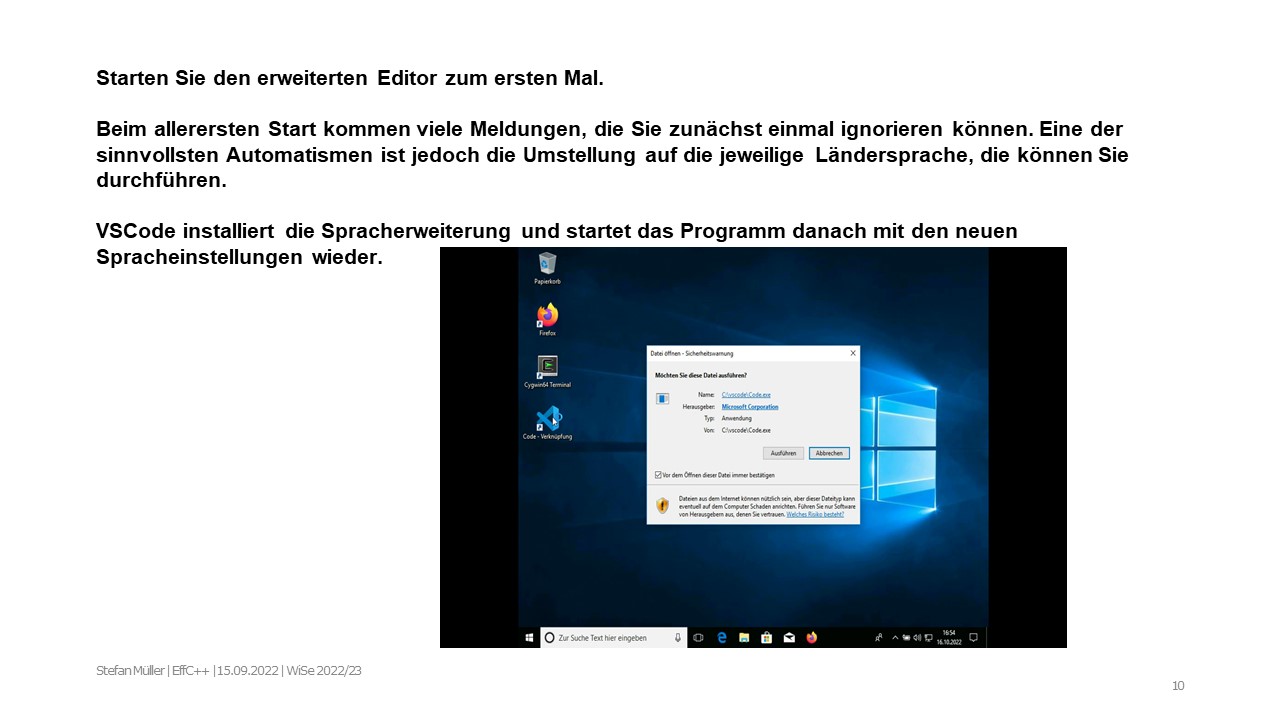 Starten Sie den erweiterten Editor zum ersten Mal.
Beim allerersten Start kommen viele Meldungen, die Sie zunächst einmal ignorieren können. Eine der
sinnvollsten Automatismen ist jedoch die Umstellung auf die jeweilige Ländersprache, die können Sie
durchführen.
VSCode installiert die Spracherweiterung und startet das Programm danach mit den neuen
Spracheinstellungen wieder.
Papierkorb
Firefox
Cygwin64 Terminal
Code - Verknüpfung
Datei öffnen - Sicherheitswarnung
Möchten Sie diese Datei ausführen?
Name: C:\vscode\Code.exe
Herausgeber: Microsoft Corporation
Typ: Anwendung
Von: C:\vscode\Code.exe
Ausführen Abbrechen
Vor dem Öffnen dieser Datei immer bestätigen
Dateien aus dem Internet können nützlich sein, aber dieser Dateityp kann
eventuell auf dem Computer Schaden anrichten. Führen Sie nur Software
von Herausgebern aus, denen Sie vertrauen. Welches Risiko besteht?
Zur Suche Text hier eingeben
16:54
16.10.2022
Stefan Müller | EffC++ | 15.09.2022 | WiSe 2022/23
10